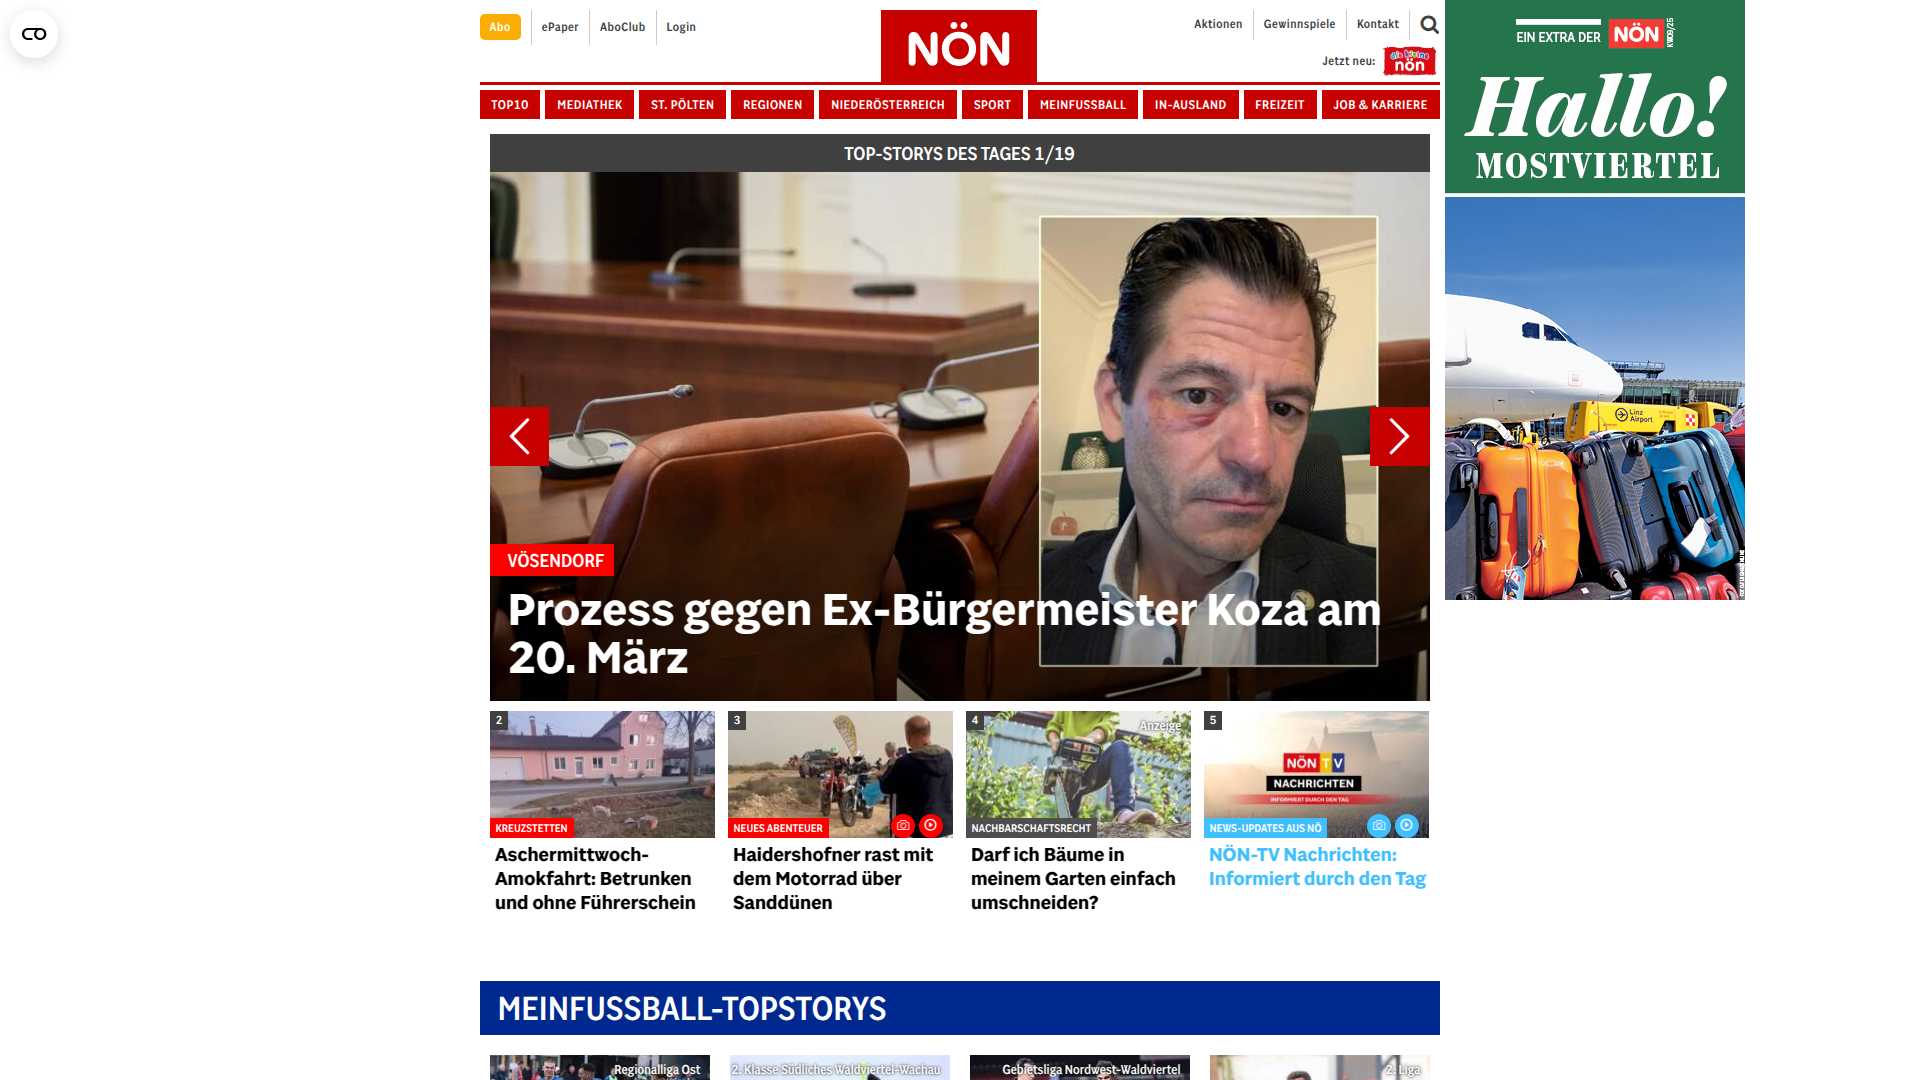 Abo
ePaper
AboClub
Login
NÖN
Aktionen
Gewinnspiele
Kontakt
Jetzt neu:
die kleine
nön
TOP10
MEDIATHEK
ST. PÖLTEN
REGIONEN
NIEDERÖSTERREICH
SPORT
MEINFUSSBALL
IN-AUSLAND
FREIZEIT
JOB & KARRIERE
EIN EXTRA DER NÖN
Hallo!
MOSTVIERTEL
Linz
Airport
TOP-STORYS DES TAGES 1/19
VÖSENDORF
Prozess gegen Ex-Bürgermeister Koza am
20. März
2
KREUZSTETTEN
Aschermittwoch-
Amokfahrt: Betrunken
und ohne Führerschein
3
NEUES ABENTEUER
Haidershofner rast mit
dem Motorrad über
Sanddünen
4
Anzeige
NACHBARSCHAFTSRECHT
Darf ich Bäume in
meinem Garten einfach
umschneiden?
5
NÖN TV
NACHRICHTEN
INFORMIERT DURCH DEN TAG
NEWS-UPDATES AUS NÖ
NÖN-TV Nachrichten:
Informiert durch den Tag
MEINFUSSBALL-TOPSTORYS
Regionalliga Ost
2. Klasse Südliches Waldviertel-Wachau
Gebietsliga Nordwest-Waldviertel
2. Liga